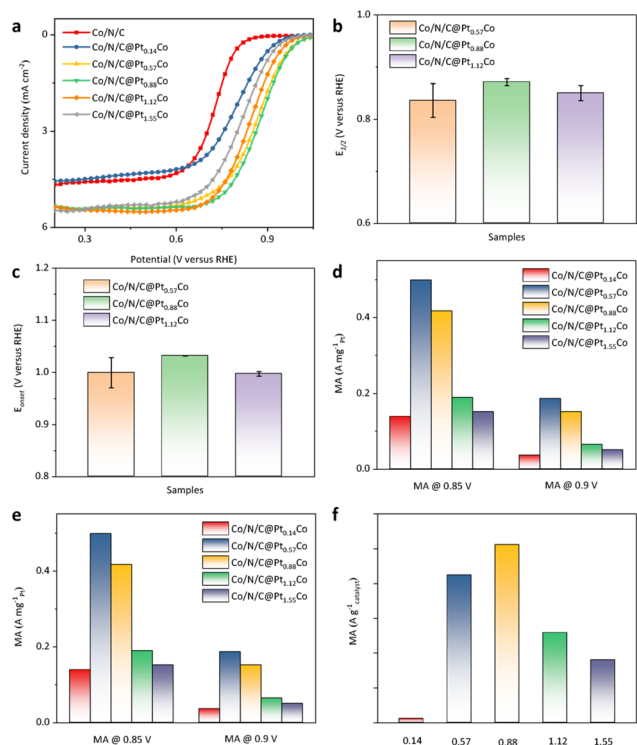 a
Co/N/C
Co/N/C@Pt0.14Co
Co/N/C@Pt0.57Co
Co/N/C@Pt0.88Co
Co/N/C@Pt1.12Co
Co/N/C@Pt1.55Co
0
3
6
Current density (mA cm-2)
0.3
0.6
0.9
Potential (V versus RHE)
b
Co/N/C@Pt0.57Co
Co/N/C@Pt0.88Co
Co/N/C@Pt1.12Co
1.0
0.8
0.6
E1/2 (V versus RHE)
Samples
c
Co/N/C@Pt0.57Co
Co/N/C@Pt0.88Co
Co/N/C@Pt1.12Co
1.2
1.1
1.0
0.9
0.8
Eonset (V versus RHE)
Samples
d
Co/N/C@Pt0.14Co
Co/N/C@Pt0.57Co
Co/N/C@Pt0.88Co
Co/N/C@Pt1.12Co
Co/N/C@Pt1.55Co
0.4
0.2
0.0
MA (A mg-1Pt)
MA @ 0.85 V
MA @ 0.9 V
e
Co/N/C@Pt0.14Co
Co/N/C@Pt0.57Co
Co/N/C@Pt0.88Co
Co/N/C@Pt1.12Co
Co/N/C@Pt1.55Co
0.4
0.2
0.0
MA (A mg-1Pt)
MA @ 0.85 V
MA @ 0.9 V
f
MA (A g-1catalyst)
0.14
0.57
0.88
1.12
1.55